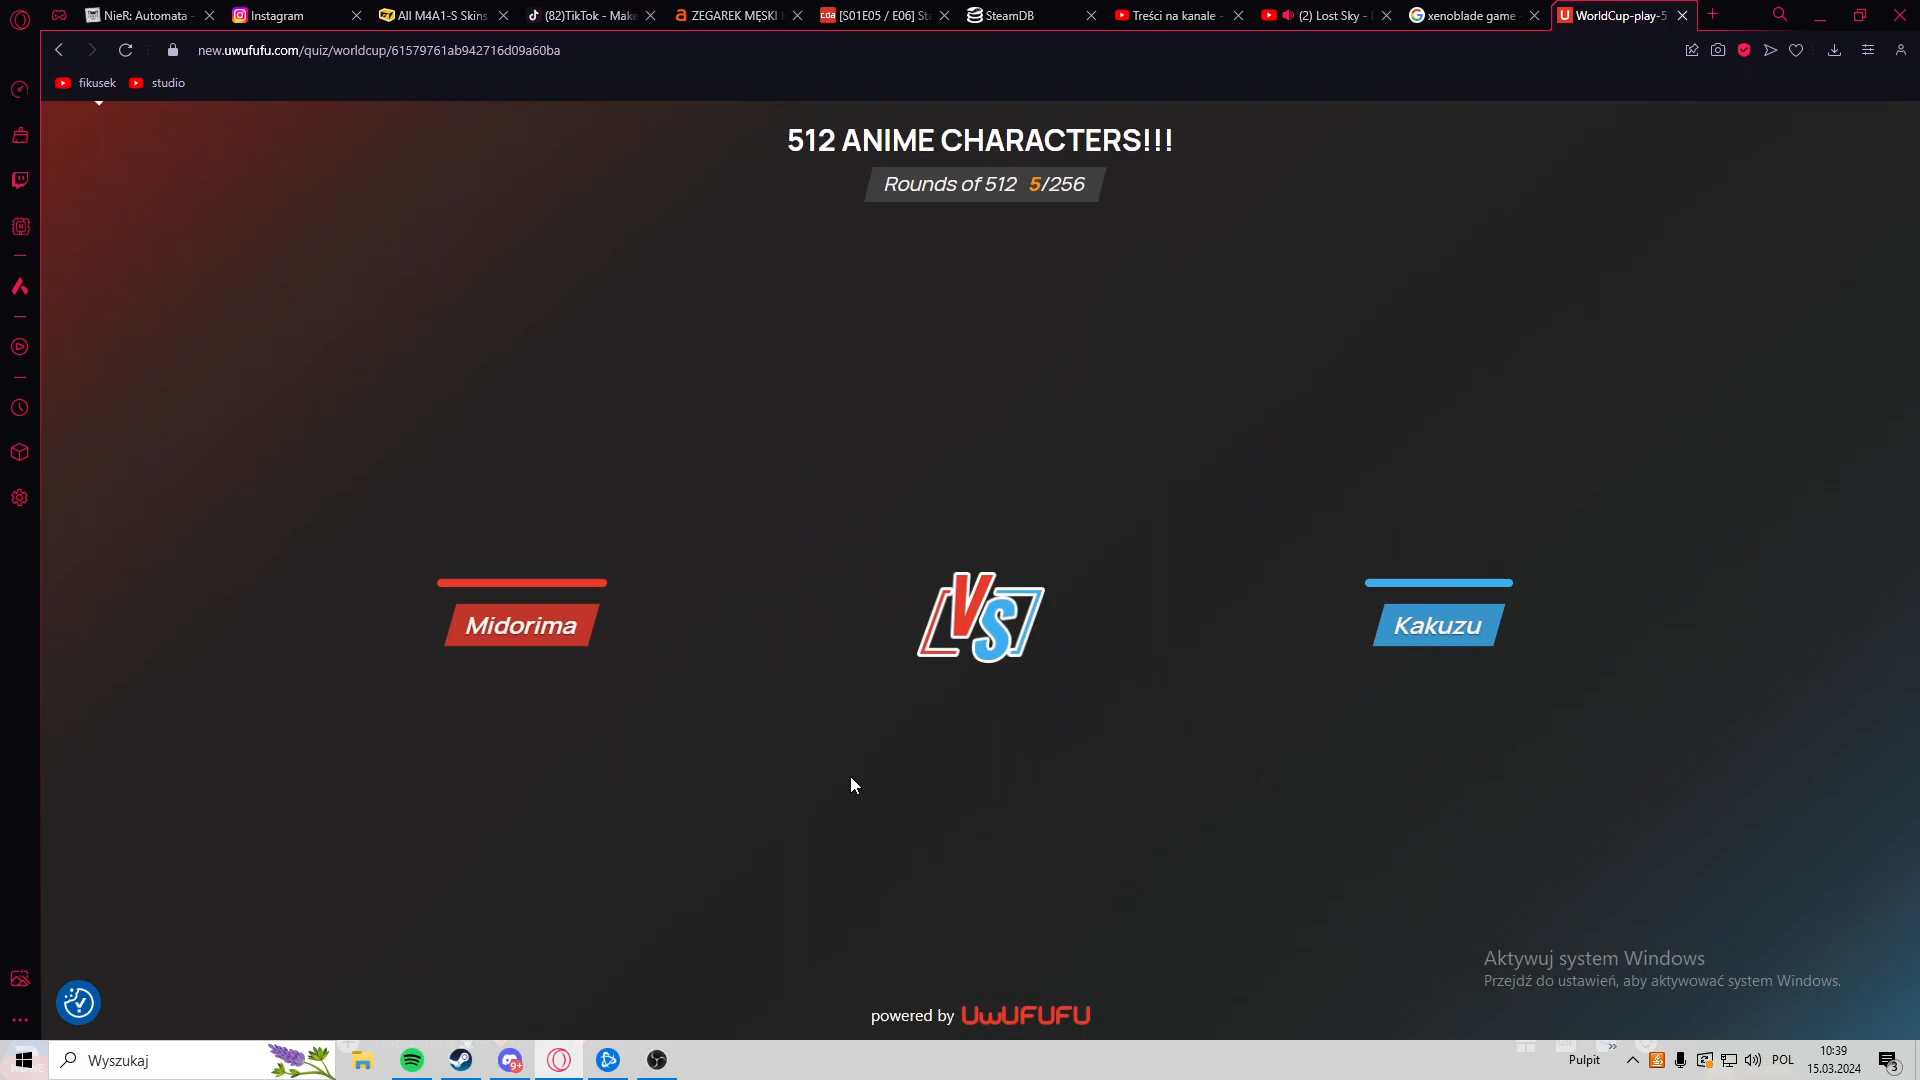 NieR: Automata -
Instagram
All M4A1-S Skins
(82)TikTok - Make
ZEGAREK MĘSKI
cda [S01E05 / E06] St
SteamDB
Treści na kanale -
(2) Lost Sky -
xenoblade game -
WorldCup-play-5
new.uwufufu.com/quiz/worldcup/61579761ab942716d09a60ba
fikusek
studio
512 ANIME CHARACTERS!!!
Rounds of 512 5/256
Midorima
VS
Kakuzu
Aktywuj system Windows
Przejdź do ustawień, aby aktywować system Windows.
powered by UwUFUFU
Wyszukaj
9+
Pulpit
POL
10:39
15.03.2024
3